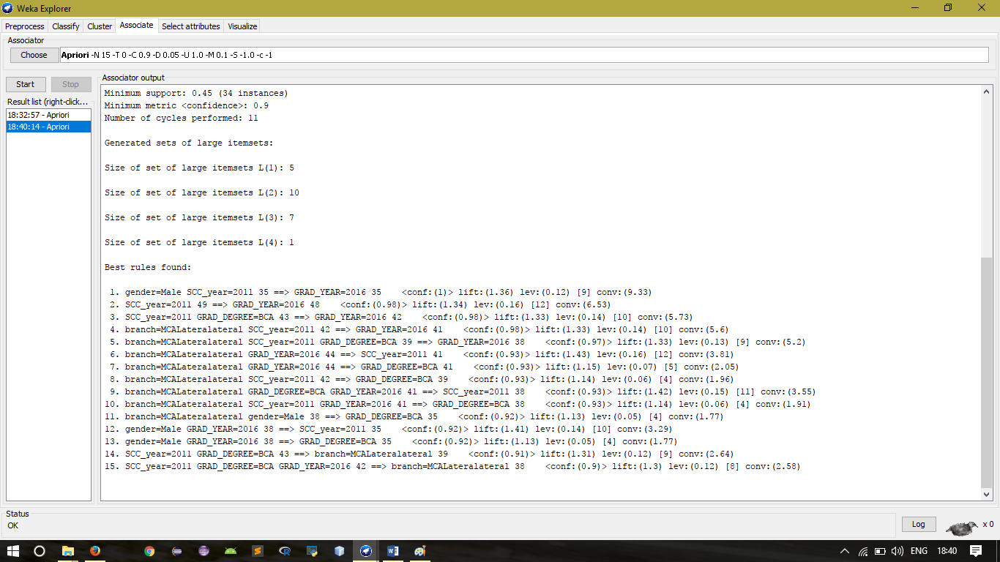 Weka Explorer
Preprocess Classify Cluster Associate Select attributes Visualize
Associator
Choose Apriori -N 15 -T 0 -C 0.9 -D 0.05 -U 1.0 -M 0.1 -S -1.0 -c -1
Start Stop
Result list (right-click...
18:32:57 - Apriori
18:40:14 - Apriori
Associator output
Minimum support: 0.45 (34 instances)
Minimum metric <confidence>: 0.9
Number of cycles performed: 11
Generated sets of large itemsets:
Size of set of large itemsets L(1): 5
Size of set of large itemsets L(2): 10
Size of set of large itemsets L(3): 7
Size of set of large itemsets L(4): 1
Best rules found:
1. gender=Male SCC_year=2011 35 ==> GRAD_YEAR=2016 35 <conf:(1)> lift:(1.36) lev:(0.12) [9] conv:(9.33)
2. SCC_year=2011 49 ==> GRAD_YEAR=2016 48 <conf:(0.98)> lift:(1.34) lev:(0.16) [12] conv:(6.53)
3. SCC_year=2011 GRAD_DEGREE=BCA 43 ==> GRAD_YEAR=2016 42 <conf:(0.98)> lift:(1.33) lev:(0.14) [10] conv:(5.73)
4. branch=MCALateralateral SCC_year=2011 42 ==> GRAD_YEAR=2016 41 <conf:(0.98)> lift:(1.33) lev:(0.14) [10] conv:(5.6)
5. branch=MCALateralateral SCC_year=2011 GRAD_DEGREE=BCA 39 ==> GRAD_YEAR=2016 38 <conf:(0.97)> lift:(1.33) lev:(0.13) [9] conv:(5.2)
6. branch=MCALateralateral GRAD_YEAR=2016 44 ==> SCC_year=2011 41 <conf:(0.93)> lift:(1.43) lev:(0.16) [12] conv:(3.81)
7. branch=MCALateralateral GRAD_YEAR=2016 44 ==> GRAD_DEGREE=BCA 41 <conf:(0.93)> lift:(1.15) lev:(0.07) [5] conv:(2.05)
8. branch=MCALateralateral SCC_year=2011 42 ==> GRAD_DEGREE=BCA 39 <conf:(0.93)> lift:(1.14) lev:(0.06) [4] conv:(1.96)
9. branch=MCALateralateral GRAD_DEGREE=BCA GRAD_YEAR=2016 41 ==> SCC_year=2011 38 <conf:(0.93)> lift:(1.42) lev:(0.15) [11] conv:(3.55)
10. branch=MCALateralateral SCC_year=2011 GRAD_YEAR=2016 41 ==> GRAD_DEGREE=BCA 38 <conf:(0.93)> lift:(1.14) lev:(0.06) [4] conv:(1.91)
11. branch=MCALateralateral gender=Male 38 ==> GRAD_DEGREE=BCA 35 <conf:(0.92)> lift:(1.13) lev:(0.05) [4] conv:(1.77)
12. gender=Male GRAD_YEAR=2016 38 ==> SCC_year=2011 35 <conf:(0.92)> lift:(1.41) lev:(0.14) [10] conv:(3.29)
13. gender=Male GRAD_YEAR=2016 38 ==> GRAD_DEGREE=BCA 35 <conf:(0.92)> lift:(1.13) lev:(0.05) [4] conv:(1.77)
14. SCC_year=2011 GRAD_DEGREE=BCA 43 ==> branch=MCALateralateral 39 <conf:(0.91)> lift:(1.31) lev:(0.12) [9] conv:(2.64)
15. SCC_year=2011 GRAD_DEGREE=BCA GRAD_YEAR=2016 42 ==> branch=MCALateralateral 38 <conf:(0.9)> lift:(1.3) lev:(0.12) [8] conv:(2.58)
Status
OK
Log
x 0
ENG 18:40